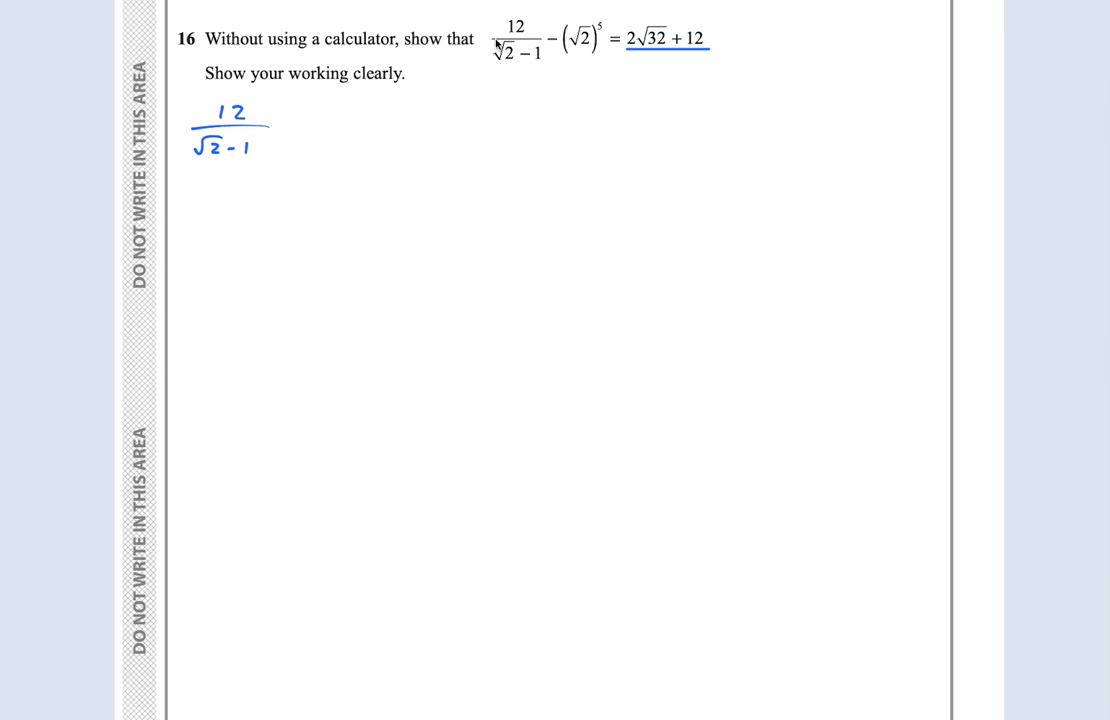 16 Without using a calculator, show that 12/(√2 − 1) − (√2)⁵ = 2√32 + 12
Show your working clearly.
12
√2 - 1
DO NOT WRITE IN THIS AREA
DO NOT WRITE IN THIS AREA